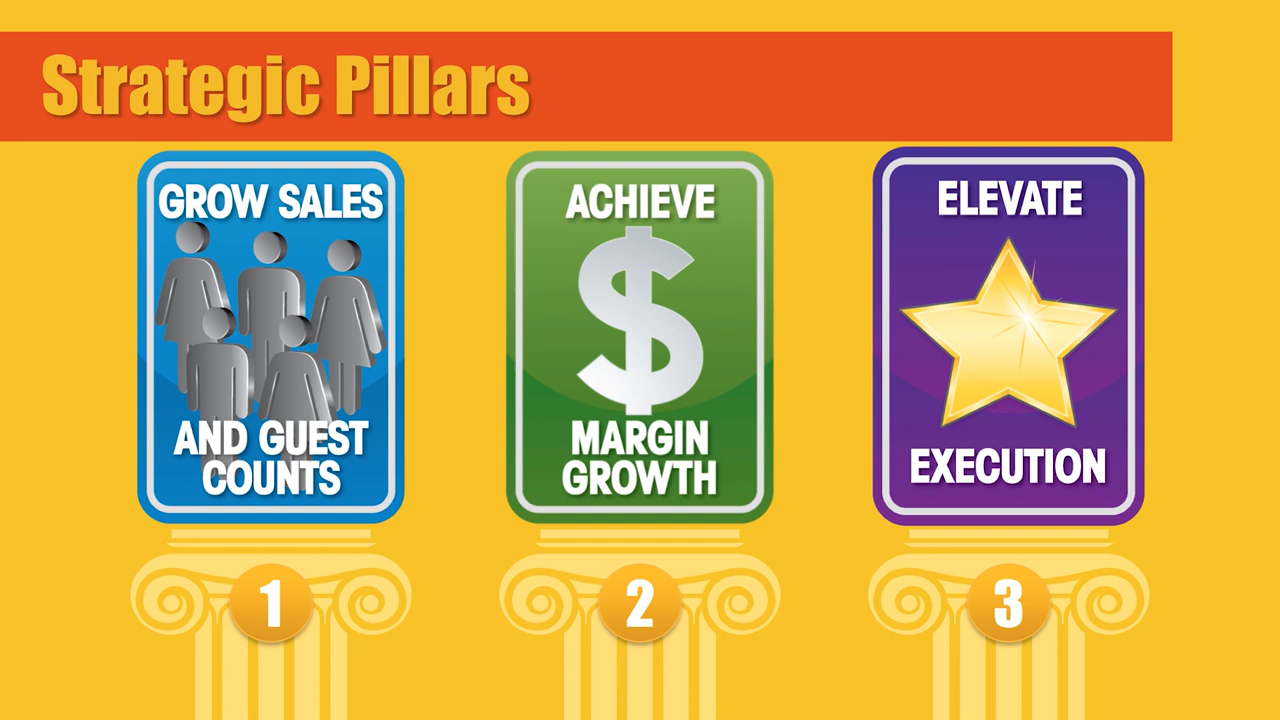 Strategic Pillars
GROW SALES
AND GUEST
COUNTS
1
ACHIEVE
$
MARGIN
GROWTH
2
ELEVATE
EXECUTION
3